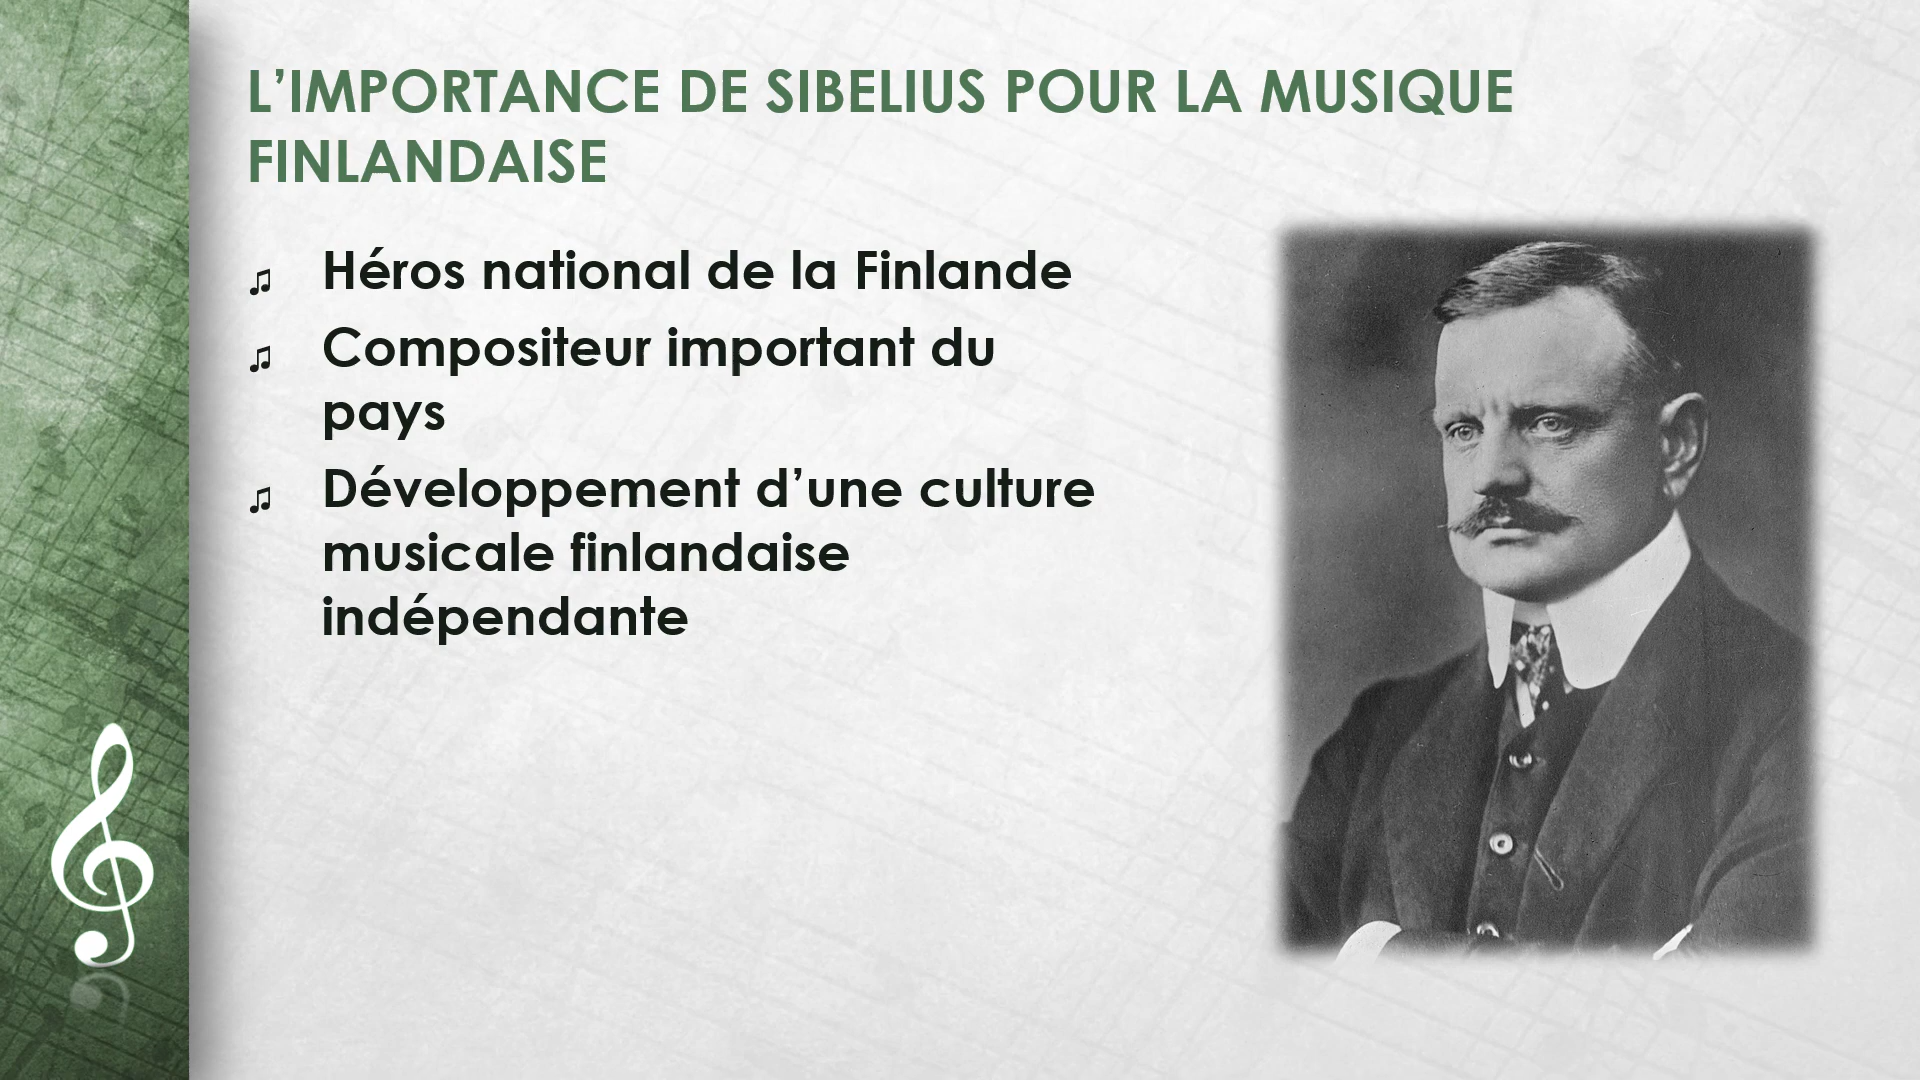 L’IMPORTANCE DE SIBELIUS POUR LA MUSIQUE
FINLANDAISE
♫ Héros national de la Finlande
♫ Compositeur important du
pays
♫ Développement d’une culture
musicale finlandaise
indépendante